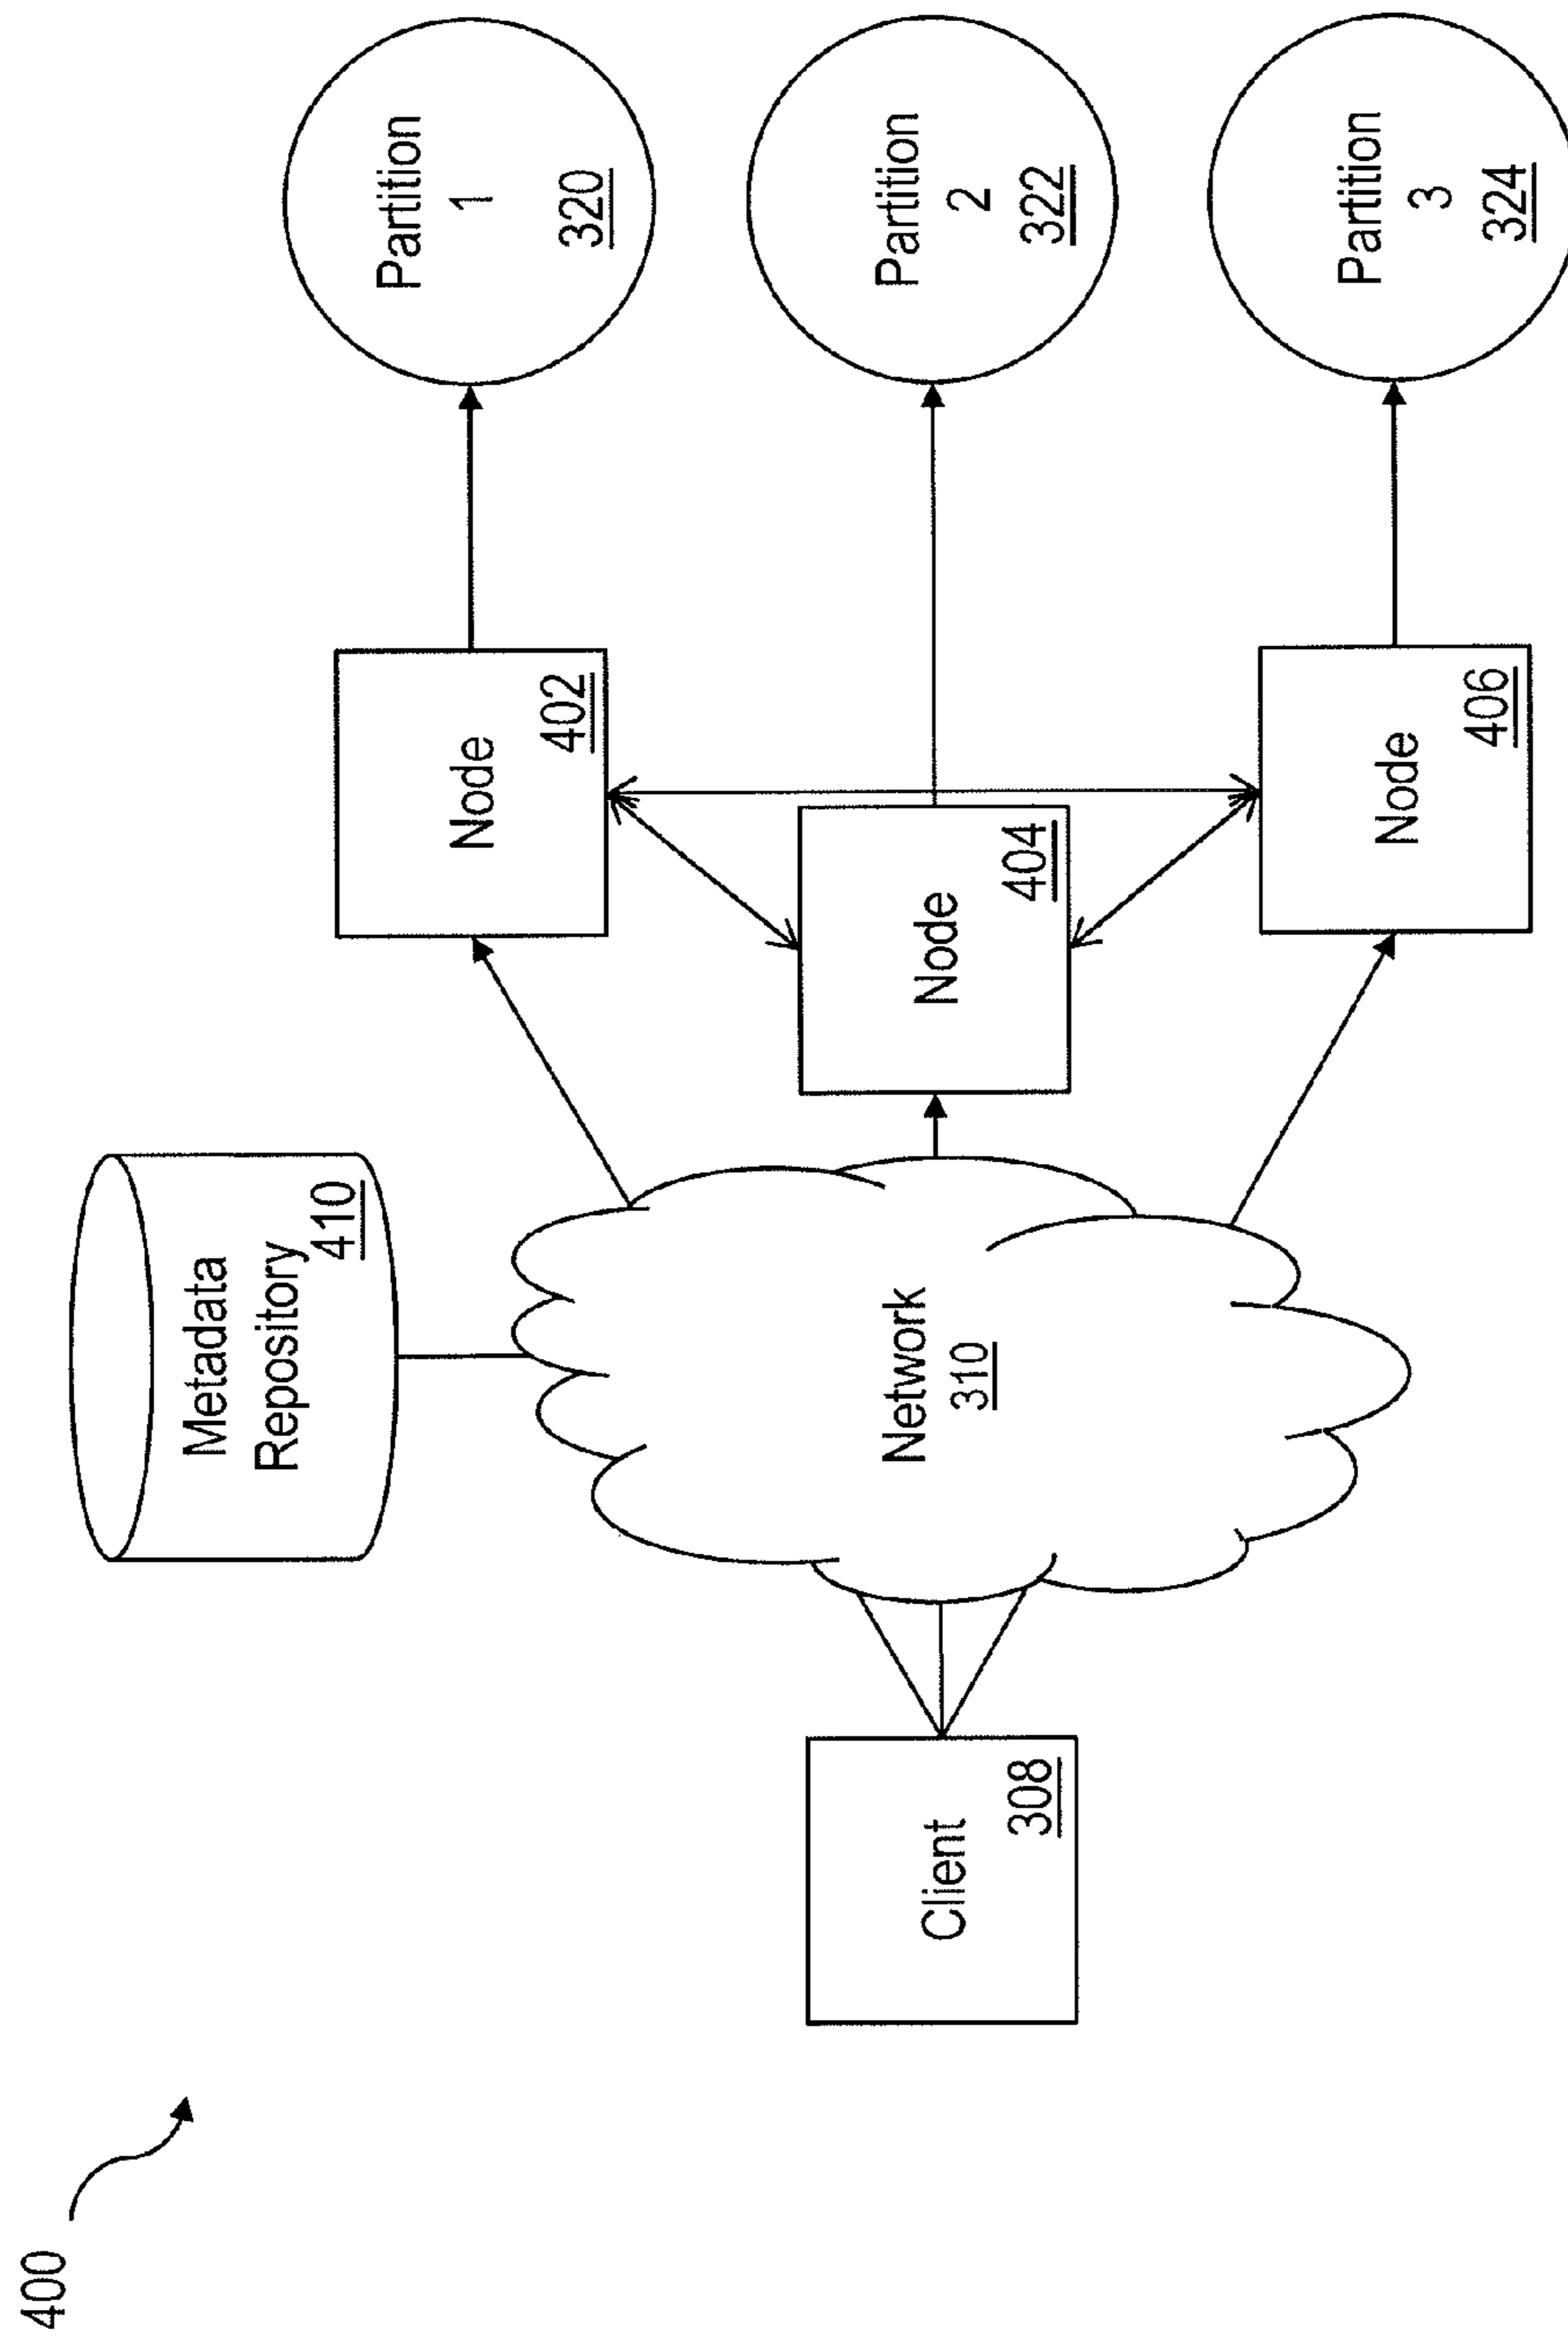 400
Metadata
Repository
410
Client
308
Network
310
Node
402
Node
404
Node
406
Partition
1
320
Partition
2
322
Partition
3
324